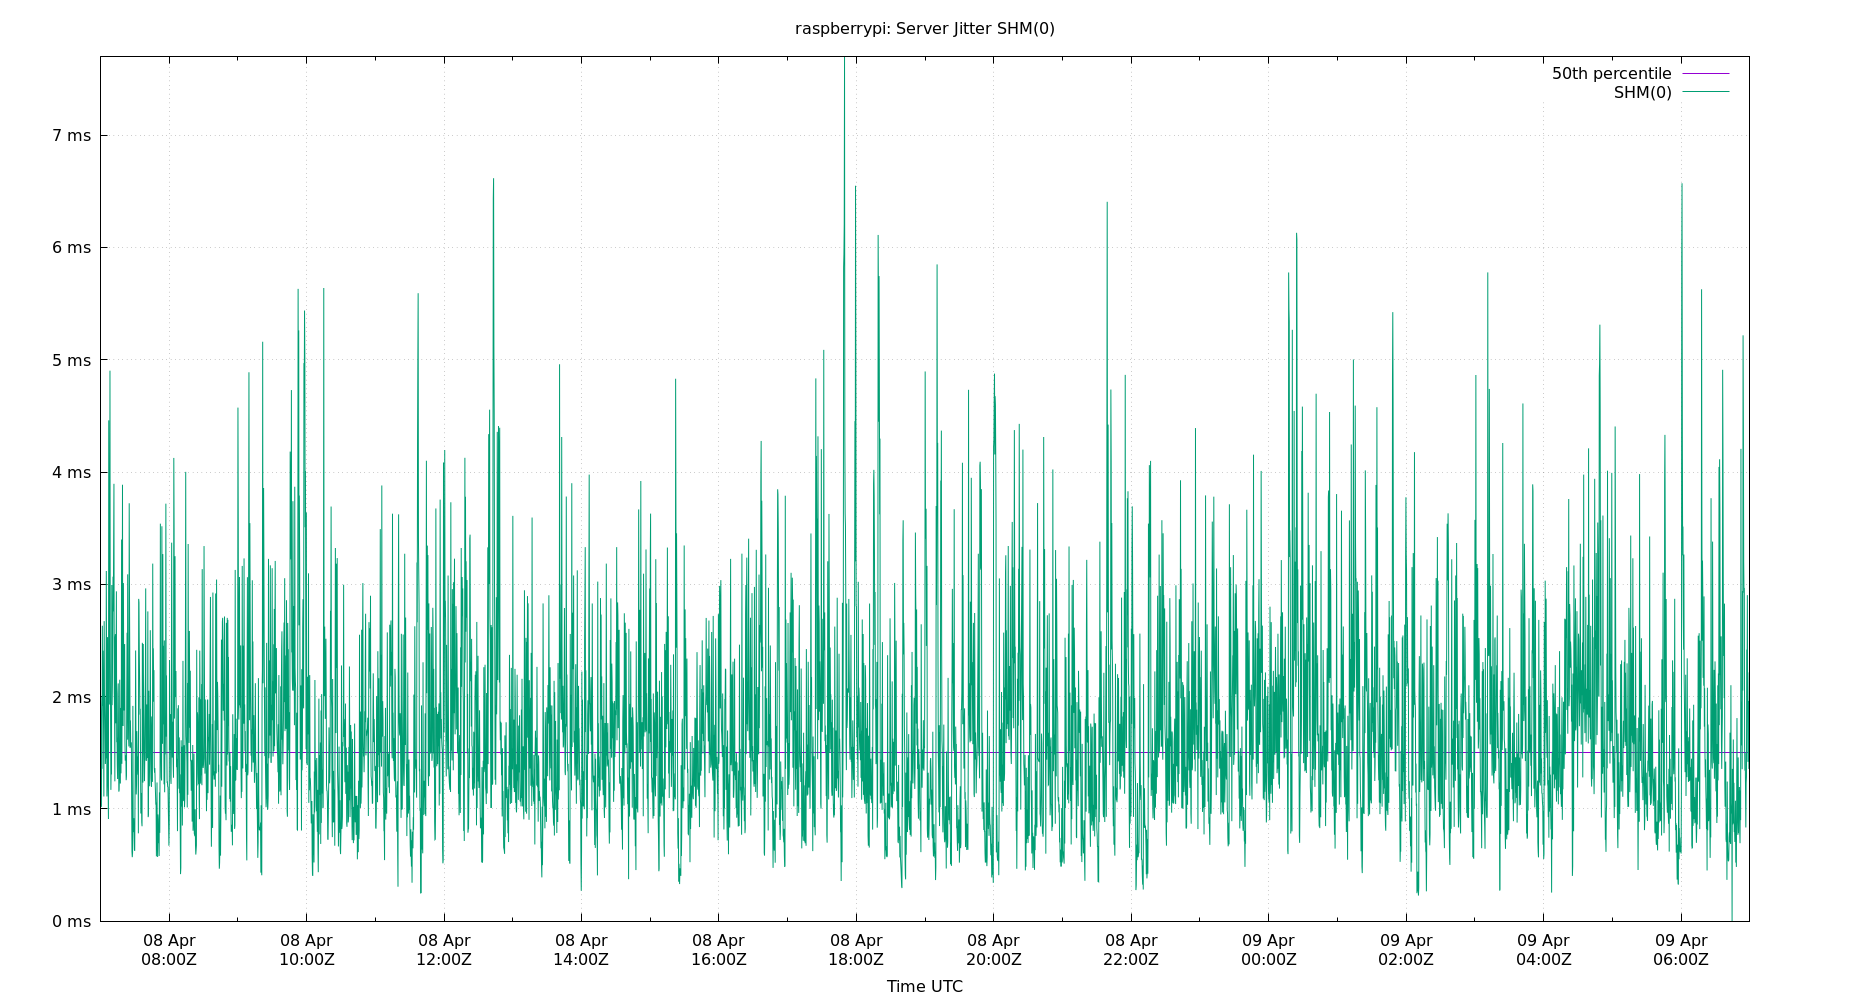 raspberrypi: Server Jitter SHM(0)
50th percentile
SHM(0)
7 ms
6 ms
5 ms
4 ms
3 ms
2 ms
1 ms
0 ms
08 Apr 08 Apr 08 Apr 08 Apr 08 Apr 08 Apr 08 Apr 08 Apr 09 Apr 09 Apr 09 Apr 09 Apr
08:00Z 10:00Z 12:00Z 14:00Z 16:00Z 18:00Z 20:00Z 22:00Z 00:00Z 02:00Z 04:00Z 06:00Z
Time UTC